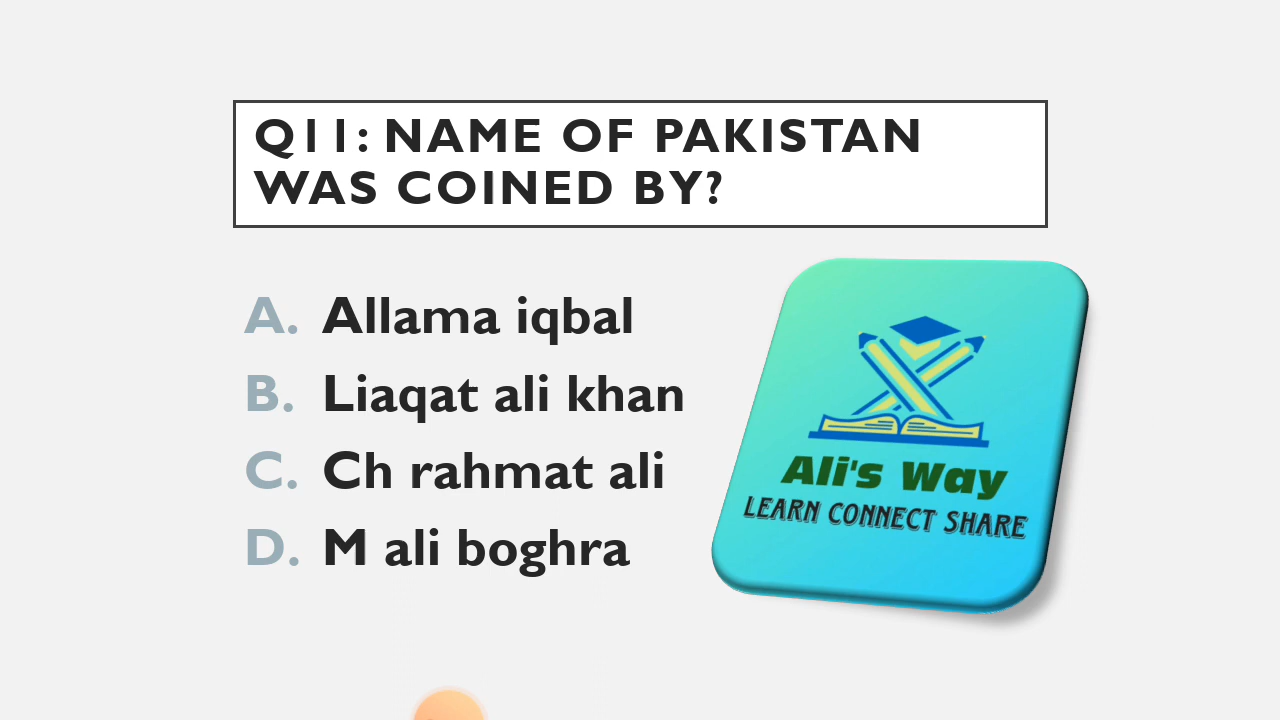 Q11: NAME OF PAKISTAN
WAS COINED BY?
A. Allama iqbal
B. Liaqat ali khan
C. Ch rahmat ali
D. M ali boghra
Ali's Way
LEARN CONNECT SHARE